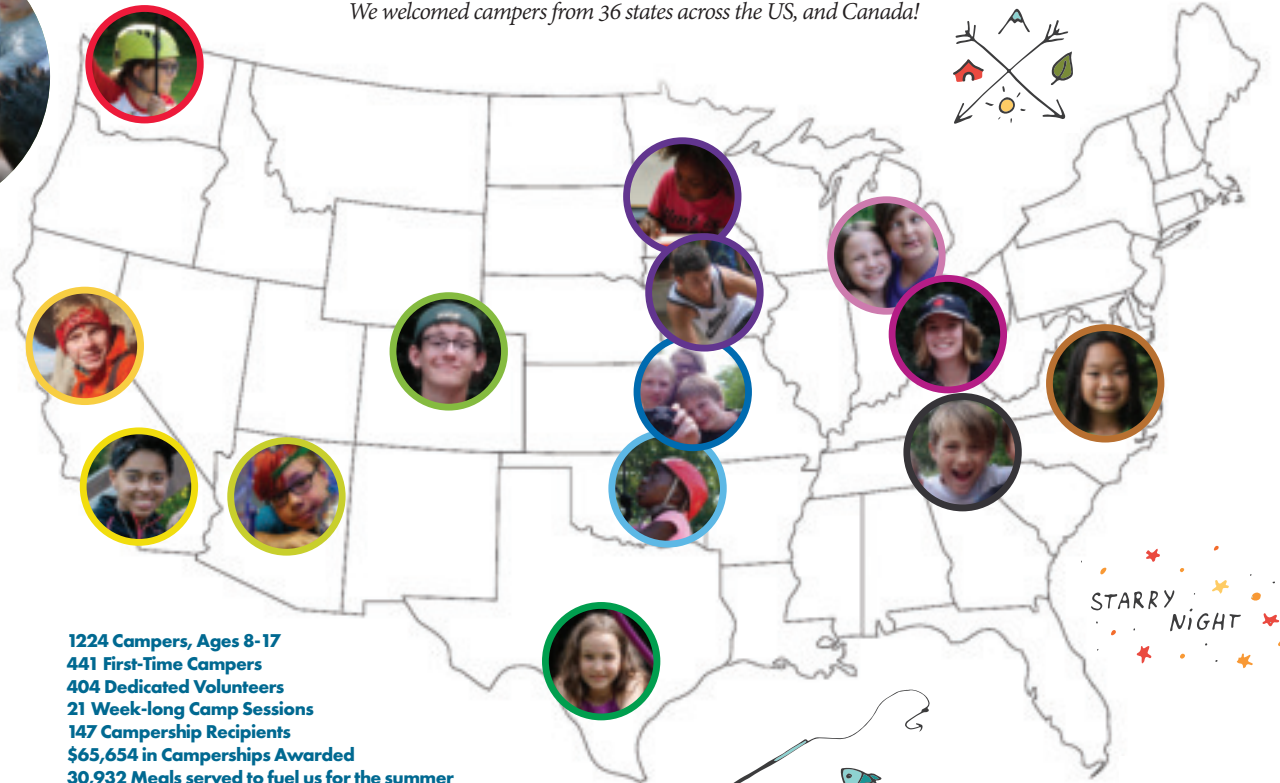 We welcomed campers from 36 states across the US, and Canada!
STARRY
NiGHT
1224 Campers, Ages 8-17
441 First-Time Campers
404 Dedicated Volunteers
21 Week-long Camp Sessions
147 Campership Recipients
$65,654 in Camperships Awarded
30,932 Meals served to fuel us for the summer